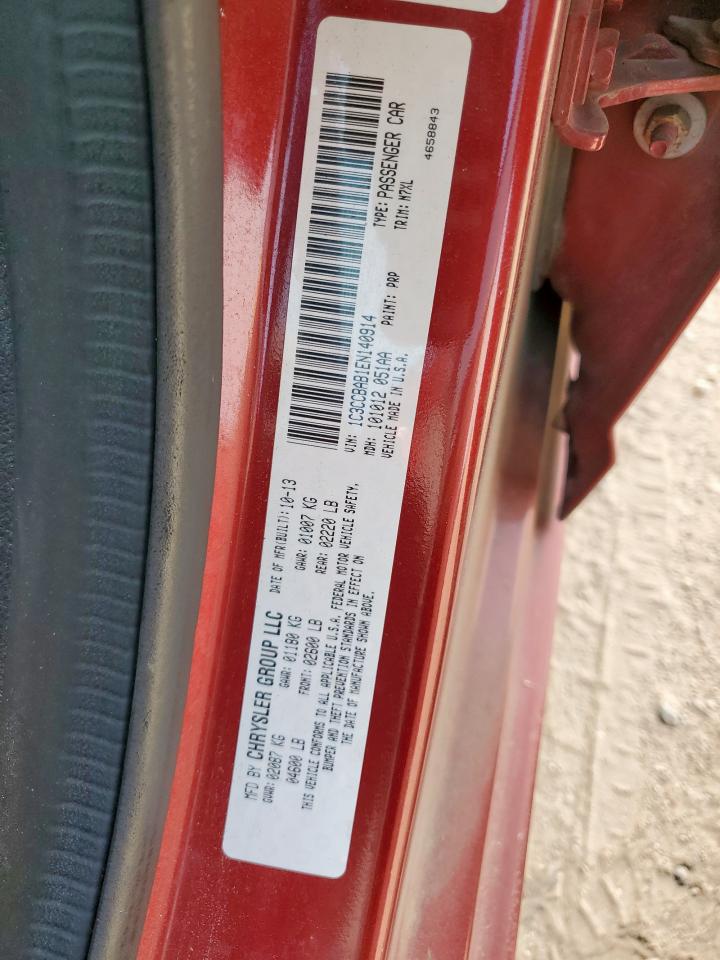 MFD BY CHRYSLER GROUP LLC DATE OF MFR(BUILT): 10-13
GVWR: 02087 KG GAWR: 01180 KG GAWR: 01007 KG
04600 LB FRONT: 02600 LB REAR: 02220 LB
THIS VEHICLE CONFORMS TO ALL APPLICABLE U.S.A. FEDERAL MOTOR VEHICLE SAFETY,
BUMPER AND THEFT PREVENTION STANDARDS IN EFFECT ON
THE DATE OF MANUFACTURE SHOWN ABOVE.
VIN: 1C3CCBAB1EN140914 TYPE: PASSENGER CAR
MDH: 101012 051AA PAINT: PRP TRIM: M7XL
VEHICLE MADE IN U.S.A.
4658843